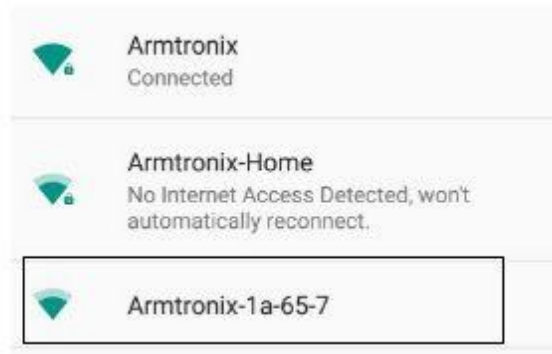 Armtronix
Connected
Armtronix-Home
No Internet Access Detected, won't
automatically reconnect.
Armtronix-1a-65-7